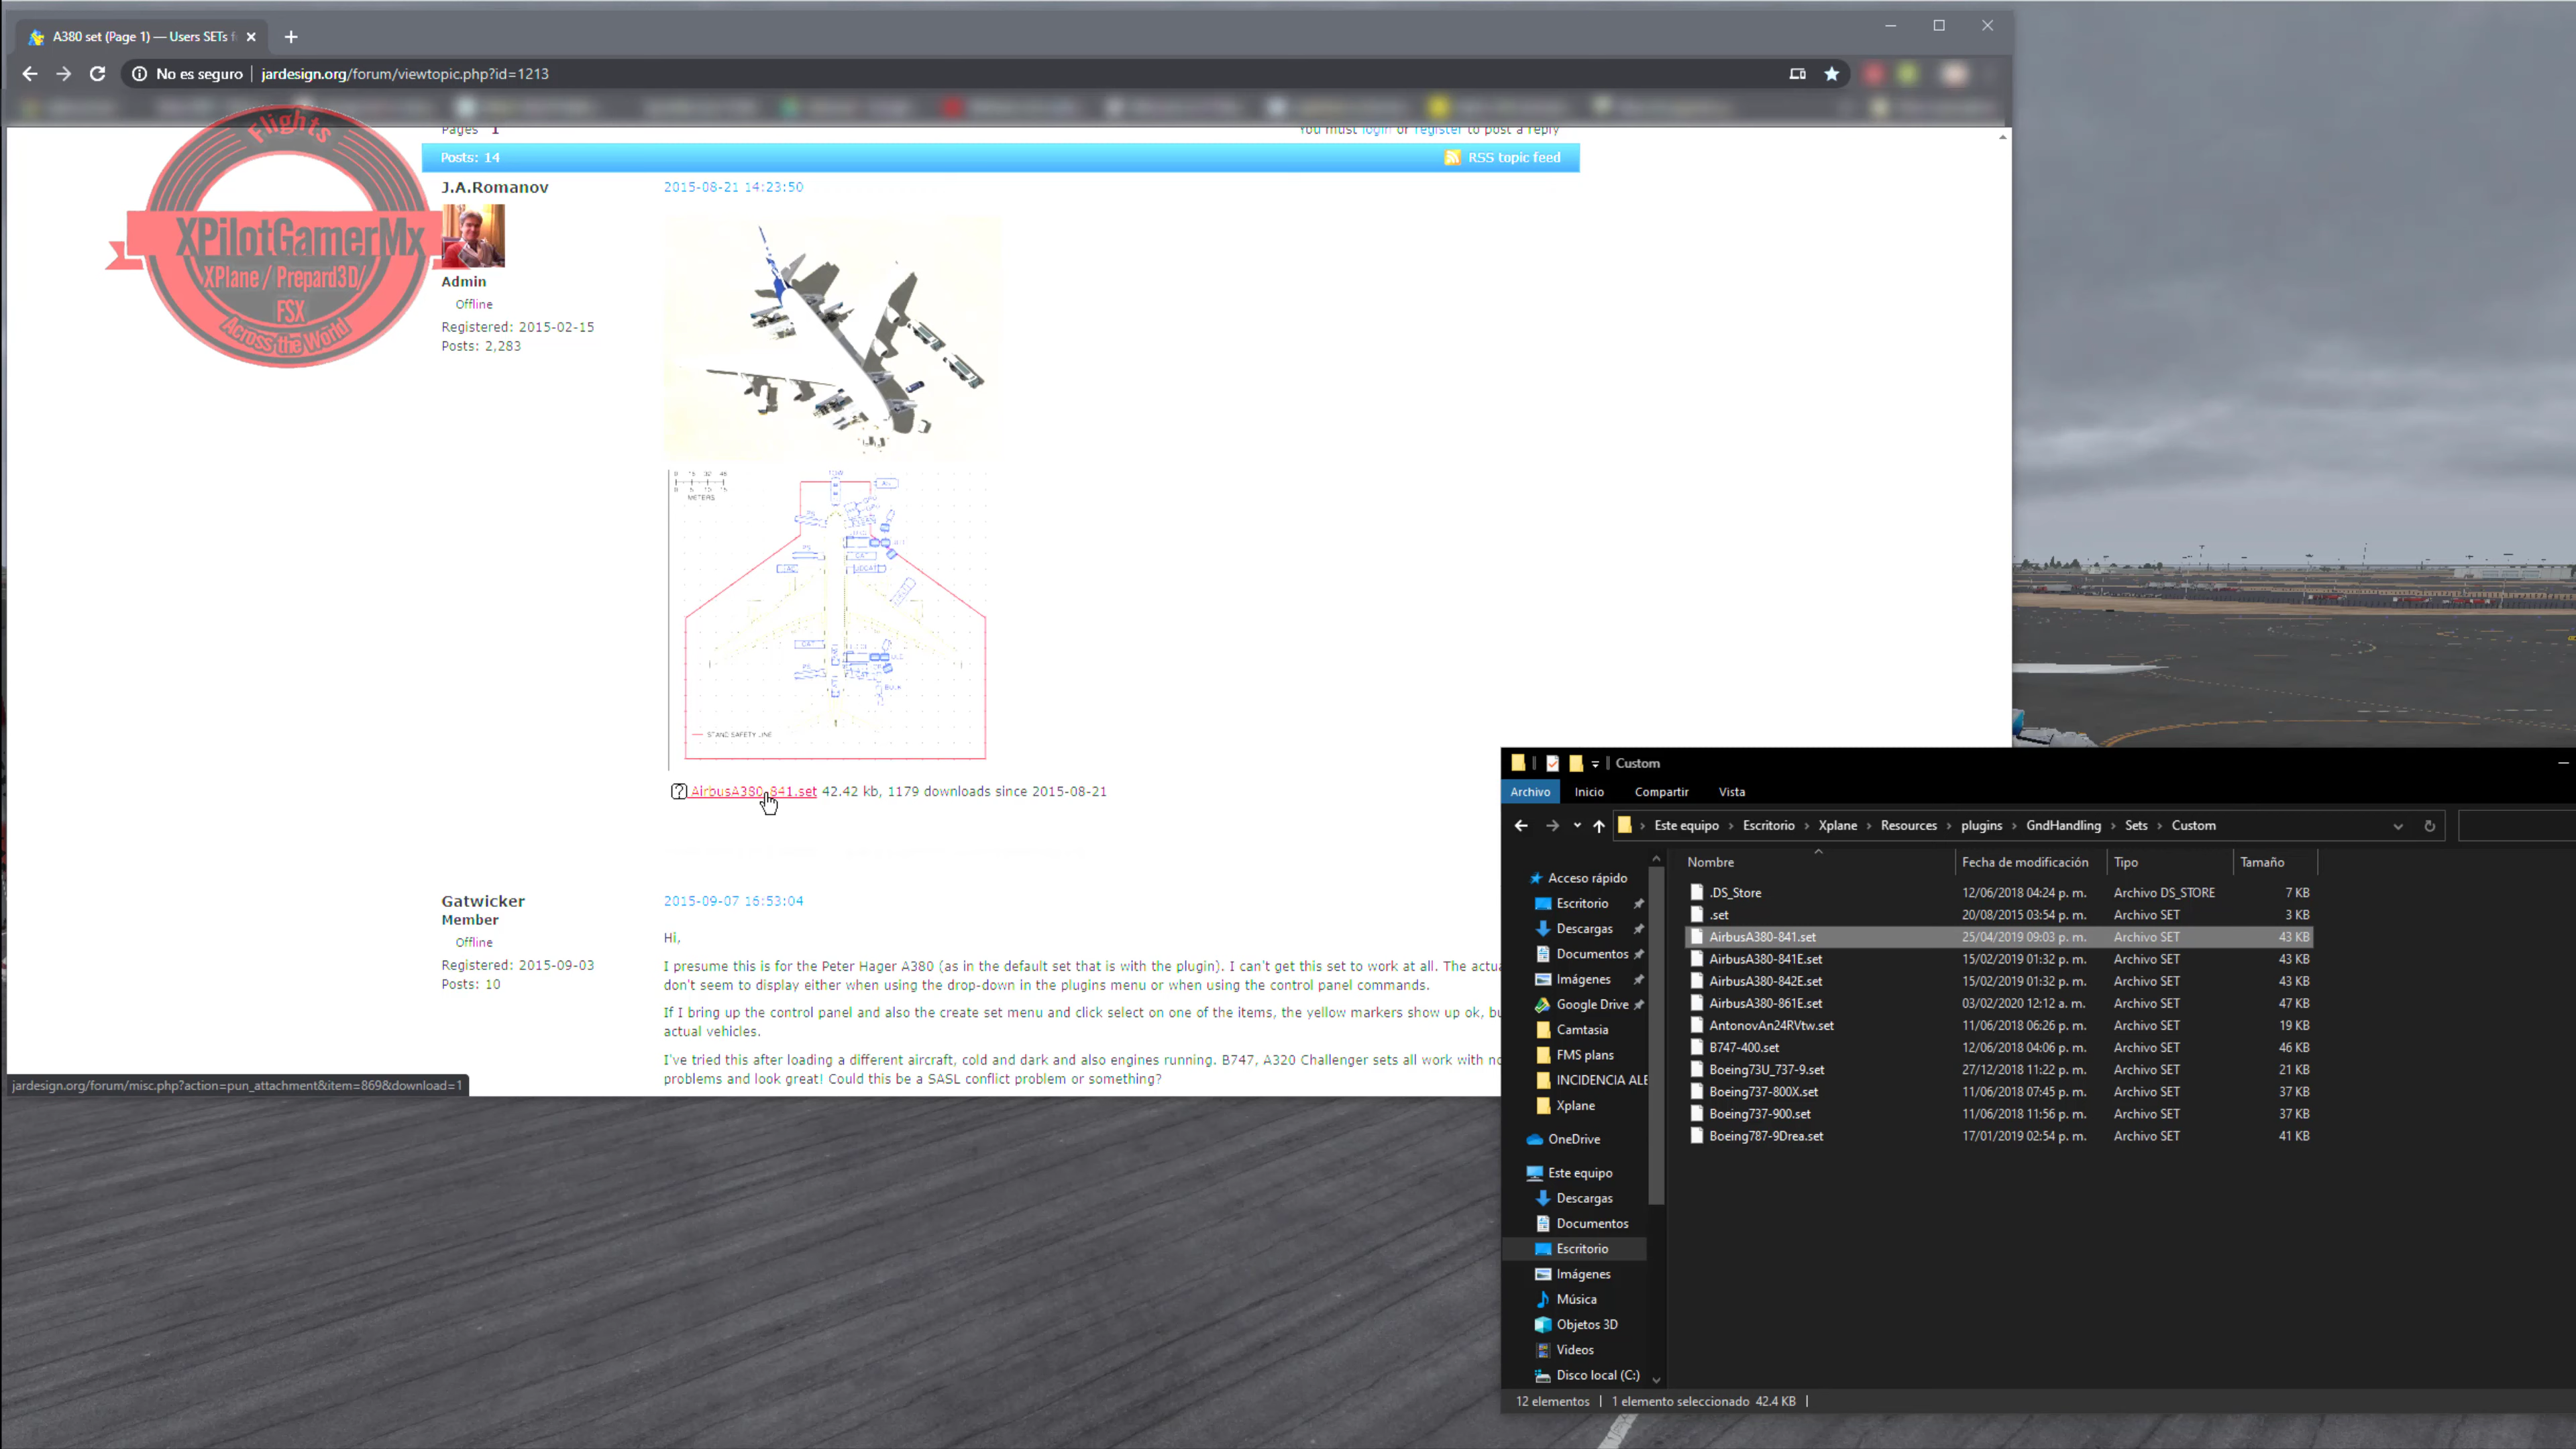 A380 set (Page 1) — Users SETs f
No es seguro
jardesign.org/forum/viewtopic.php?id=1213
Flights
XPilotGamerMx
XPlane / Prepard3D/
FSX
Across the World
Pages 1
You must login or register to post a reply
Posts: 14
RSS topic feed
J.A.Romanov
2015-08-21 14:23:50
Admin
Offline
Registered: 2015-02-15
Posts: 2,283
METERS
STAND SAFETY LINE
BULK
AirbusA380-841.set 42.42 kb, 1179 downloads since 2015-08-21
Gatwicker
Member
Offline
Registered: 2015-09-03
Posts: 10
2015-09-07 16:53:04
Hi,
I presume this is for the Peter Hager A380 (as in the default set that is with the plugin). I can't get this set to work at all. The actua
don't seem to display either when using the drop-down in the plugins menu or when using the control panel commands.
If I bring up the control panel and also the create set menu and click select on one of the items, the yellow markers show up ok, bu
actual vehicles.
I've tried this after loading a different aircraft, cold and dark and also engines running. B747, A320 Challenger sets all work with no
problems and look great! Could this be a SASL conflict problem or something?
jardesign.org/forum/misc.php?action=pun_attachment&item=869&download=1
Custom
Archivo Inicio Compartir Vista
Este equipo > Escritorio > Xplane > Resources > plugins > GndHandling > Sets > Custom
Nombre Fecha de modificación Tipo Tamaño
.DS_Store 12/06/2018 04:24 p. m. Archivo DS_STORE 7 KB
.set 20/08/2015 03:54 p. m. Archivo SET 3 KB
AirbusA380-841.set 25/04/2019 09:03 p. m. Archivo SET 43 KB
AirbusA380-841E.set 15/02/2019 01:32 p. m. Archivo SET 43 KB
AirbusA380-842E.set 15/02/2019 01:32 p. m. Archivo SET 43 KB
AirbusA380-861E.set 03/02/2020 12:12 a. m. Archivo SET 47 KB
AntonovAn24RVtw.set 11/06/2018 06:26 p. m. Archivo SET 19 KB
B747-400.set 12/06/2018 04:06 p. m. Archivo SET 46 KB
Boeing73U_737-9.set 27/12/2018 11:22 p. m. Archivo SET 21 KB
Boeing737-800X.set 11/06/2018 07:45 p. m. Archivo SET 37 KB
Boeing737-900.set 11/06/2018 11:56 p. m. Archivo SET 37 KB
Boeing787-9Drea.set 17/01/2019 02:54 p. m. Archivo SET 41 KB
Acceso rápido
Escritorio
Descargas
Documentos
Imágenes
Google Drive
Camtasia
FMS plans
INCIDENCIA ALE
Xplane
OneDrive
Este equipo
Descargas
Documentos
Escritorio
Imágenes
Música
Objetos 3D
Videos
Disco local (C:)
12 elementos 1 elemento seleccionado 42.4 KB